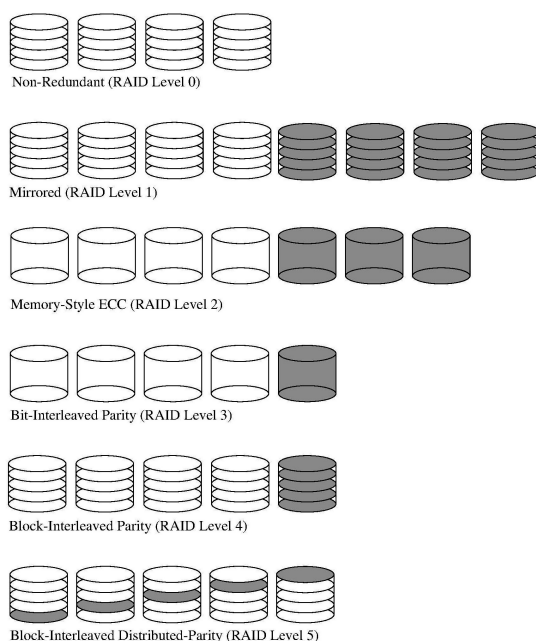 Non-Redundant (RAID Level 0)
Mirrored (RAID Level 1)
Memory-Style ECC (RAID Level 2)
Bit-Interleaved Parity (RAID Level 3)
Block-Interleaved Parity (RAID Level 4)
Block-Interleaved Distributed-Parity (RAID Level 5)